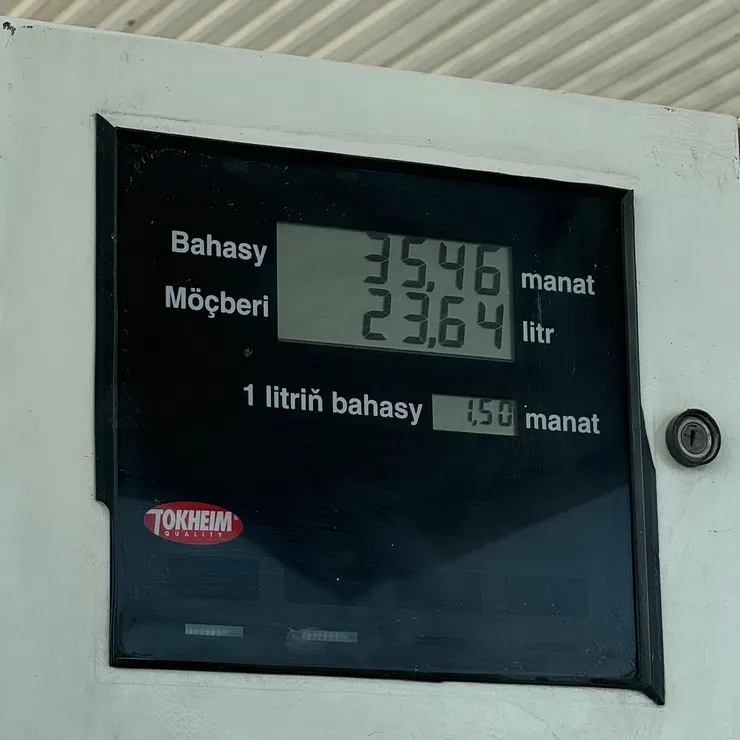 Bahasy 35,46 manat
Möçberi 23,64 litr
1 litriň bahasy 1,50 manat
TOKHEIM
QUALITY